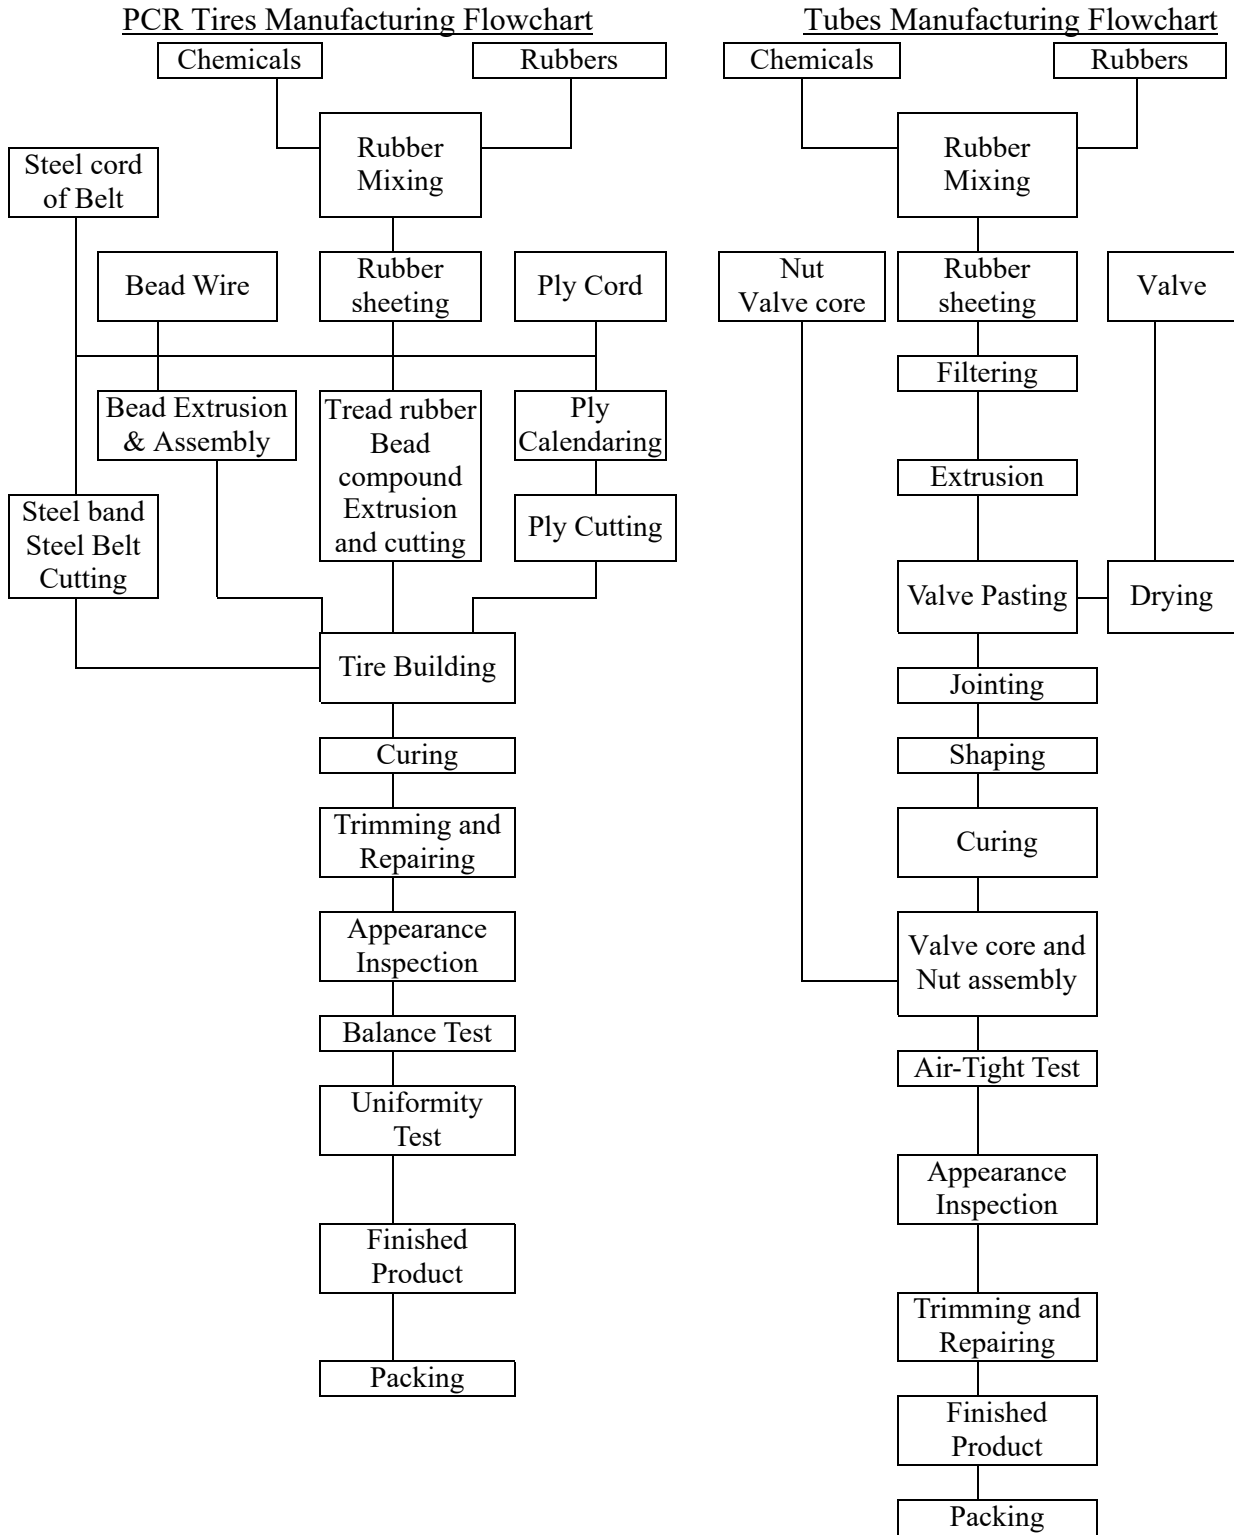 PCR Tires Manufacturing Flowchart
Chemicals
Rubbers
Rubber
Mixing
Steel cord
of Belt
Bead Wire
Rubber
sheeting
Ply Cord
Bead Extrusion
& Assembly
Tread rubber
Bead
compound
Extrusion
and cutting
Ply
Calendaring
Steel band
Steel Belt
Cutting
Ply Cutting
Tire Building
Curing
Trimming and
Repairing
Appearance
Inspection
Balance Test
Uniformity
Test
Finished
Product
Packing
Tubes Manufacturing Flowchart
Chemicals
Rubbers
Rubber
Mixing
Nut
Valve core
Rubber
sheeting
Valve
Filtering
Extrusion
Valve Pasting
Drying
Jointing
Shaping
Curing
Valve core and
Nut assembly
Air-Tight Test
Appearance
Inspection
Trimming and
Repairing
Finished
Product
Packing